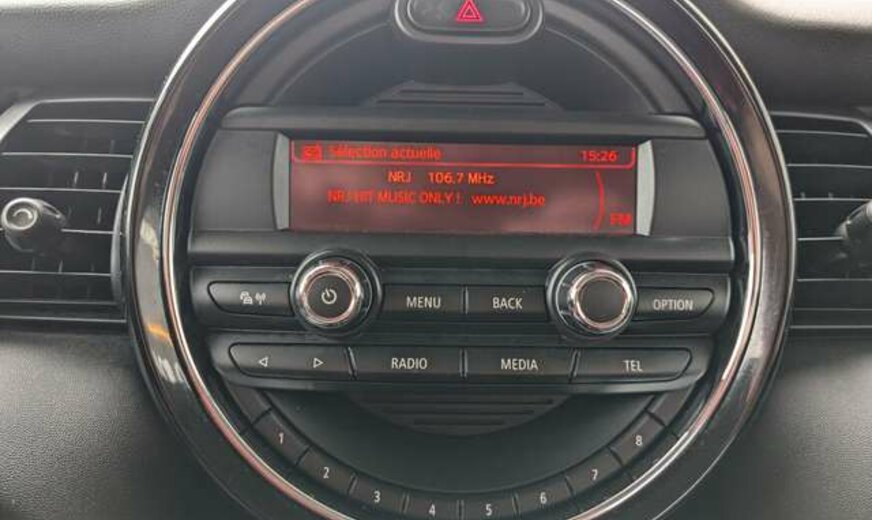 Sélection actuelle 15:26
NRJ 106.7 MHz
NRJ HIT MUSIC ONLY ! www.nrj.be
FM
MENU BACK OPTION
RADIO MEDIA TEL
1 2 3 4 5 6 7 8